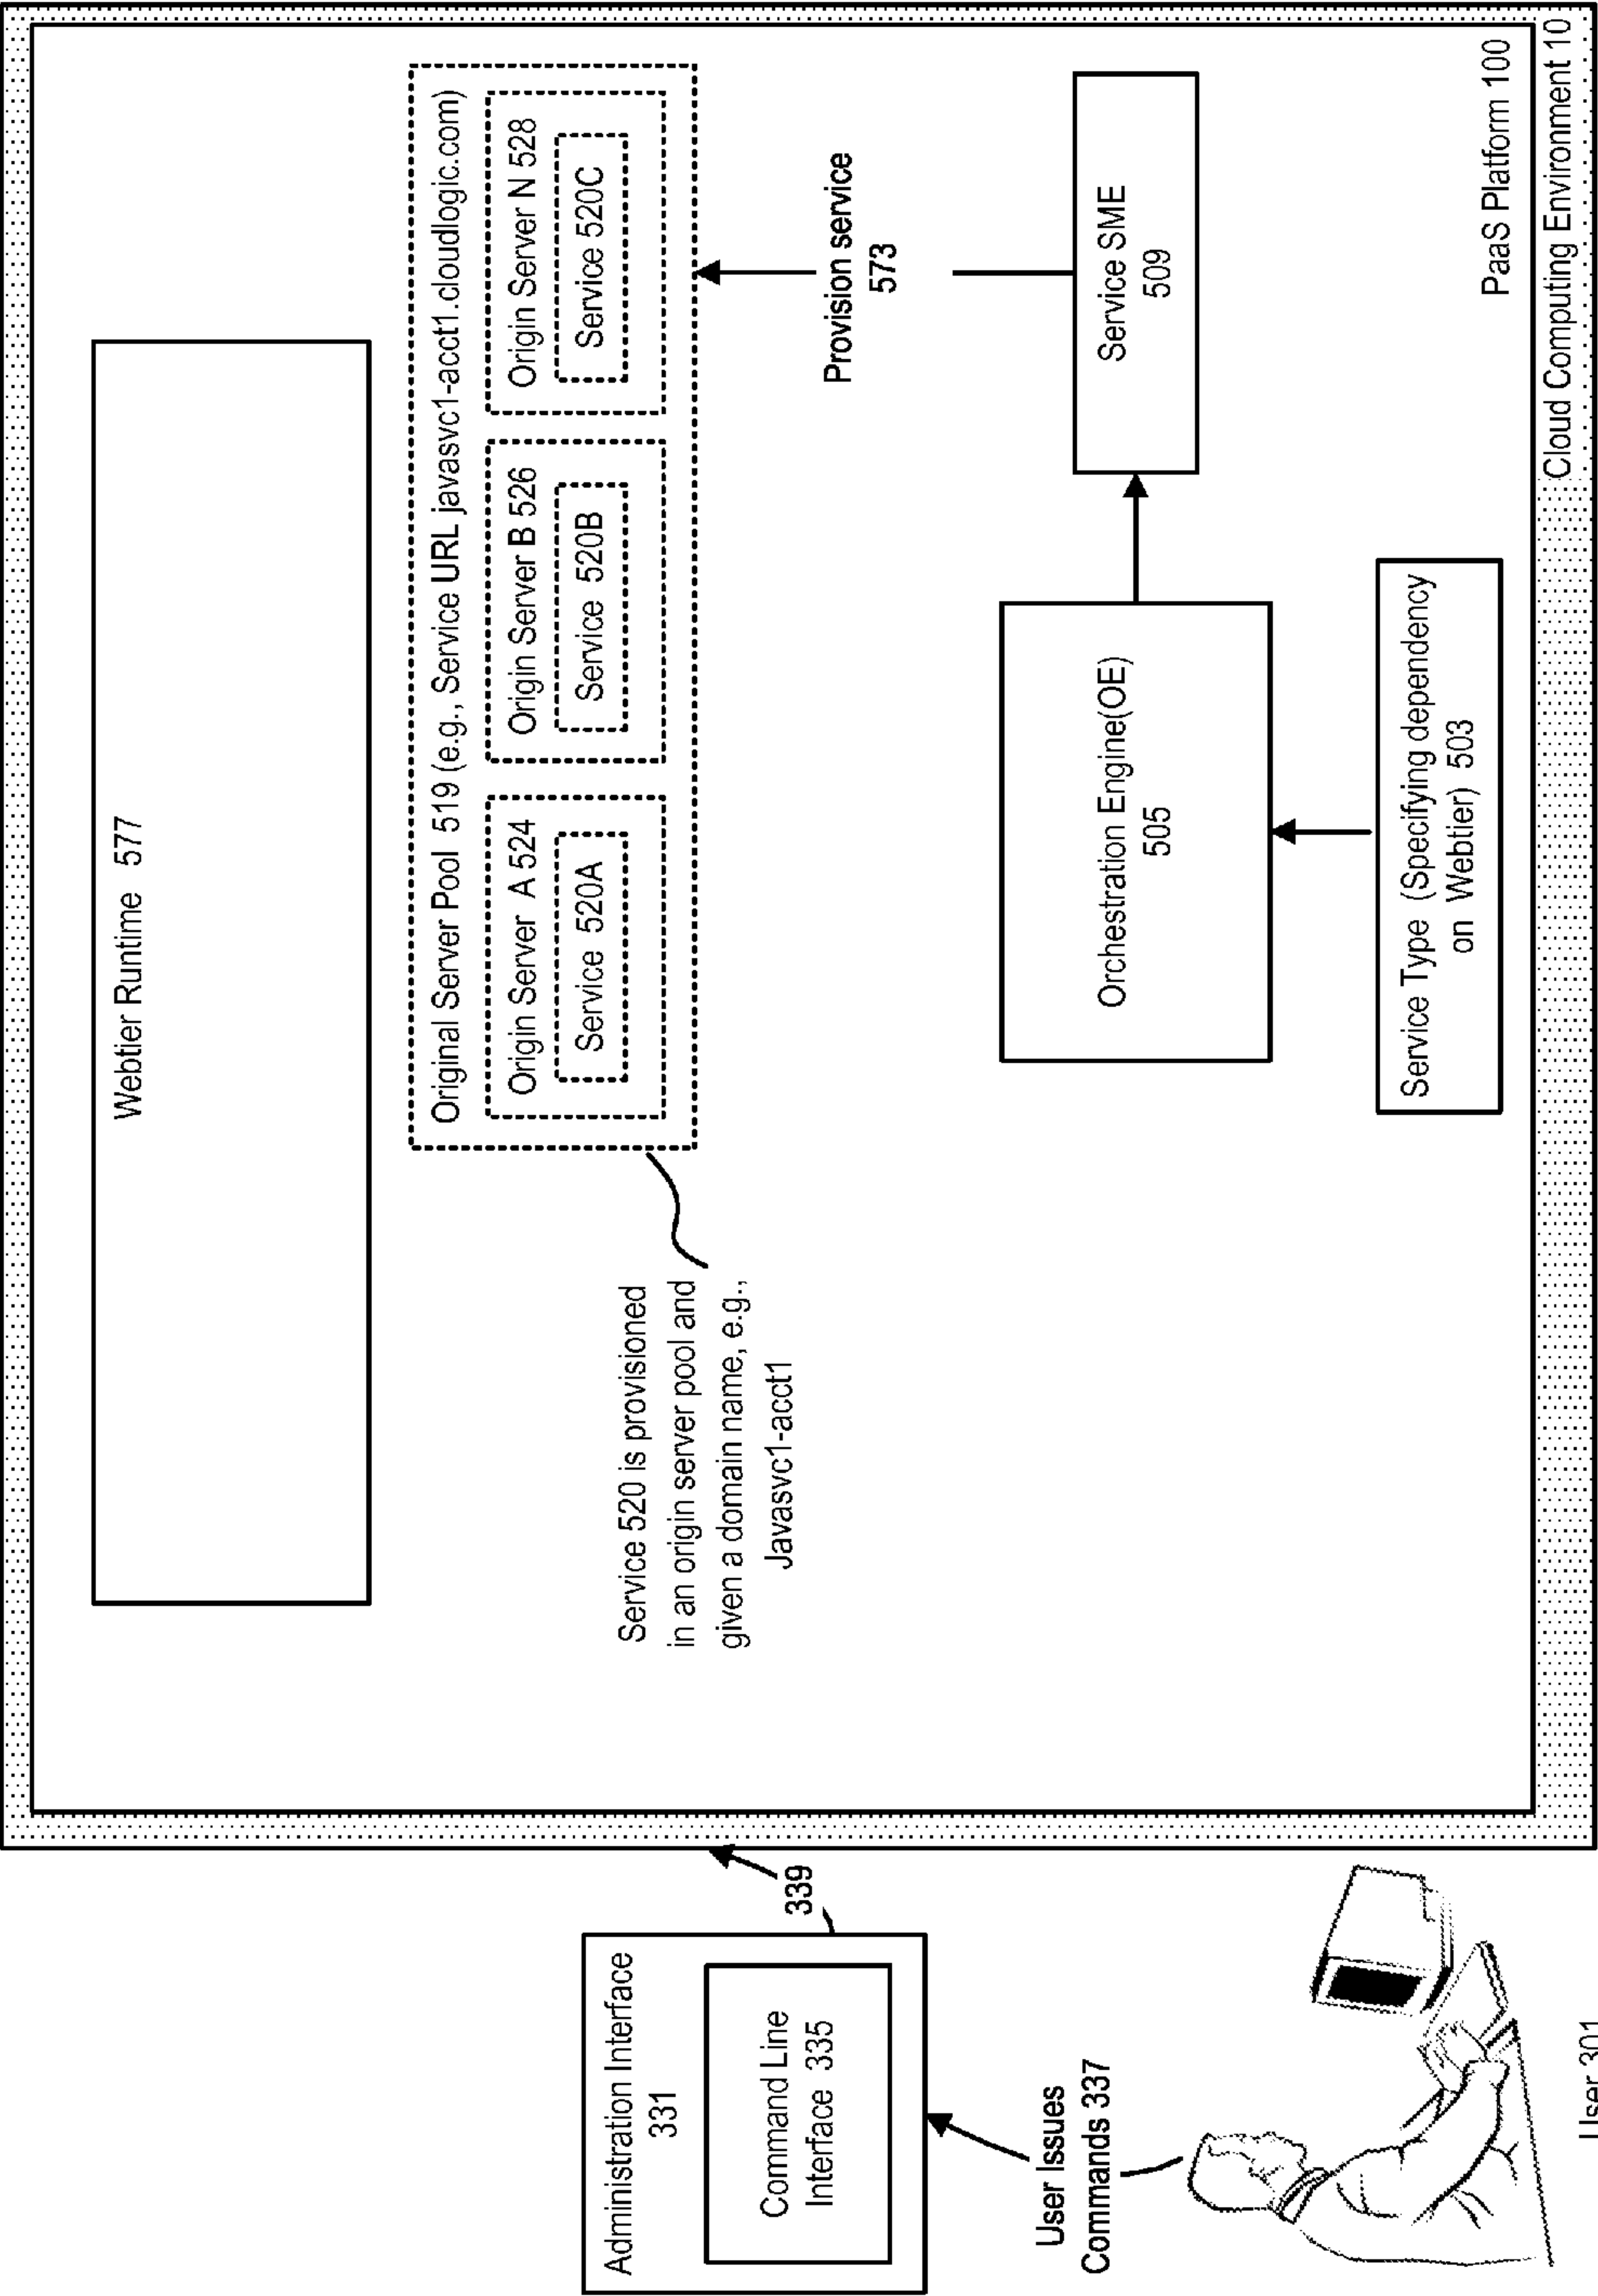 Webtier Runtime 577
Original Server Pool 519 (e.g., Service URL javasvc1-acct1.cloudlogic.com)
Origin Server A 524
Service 520A
Origin Server B 526
Service 520B
Origin Server N 528
Service 520C
Service 520 is provisioned
in an origin server pool and
given a domain name, e.g.,
Javasvc1-acct1
Provision service
573
Administration Interface
331
Command Line
Interface 335
339
Orchestration Engine(OE)
505
Service SME
509
User Issues
Commands 337
Service Type (Specifying dependency
on Webtier) 503
PaaS Platform 100
Cloud Computing Environment 10
User 301